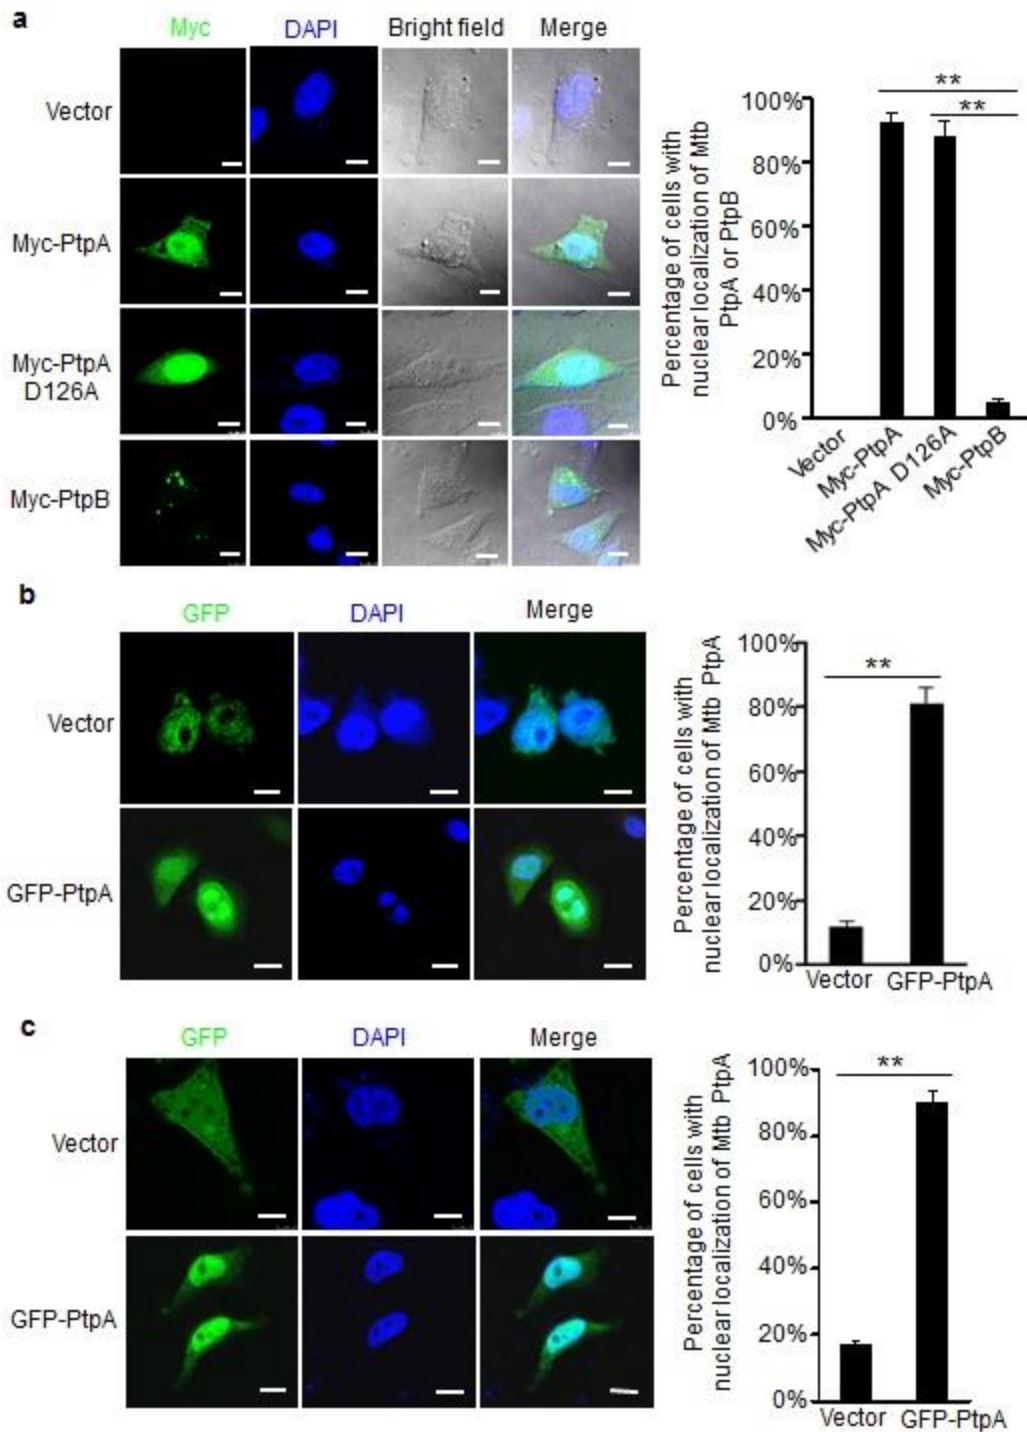 a
Myc DAPI Bright field Merge
Vector
Myc-PtpA
Myc-PtpA
D126A
Myc-PtpB
Percentage of cells with
nuclear localization of Mtb
PtpA or PtpB
**
**
100%
80%
60%
40%
20%
0%
Vector
Myc-PtpA
Myc-PtpA D126A
Myc-PtpB
b
GFP DAPI Merge
Vector
GFP-PtpA
Percentage of cells with
nuclear localization of Mtb PtpA
**
100%
80%
60%
40%
20%
0%
Vector GFP-PtpA
c
GFP DAPI Merge
Vector
GFP-PtpA
Percentage of cells with
nuclear localization of Mtb PtpA
**
100%
80%
60%
40%
20%
0%
Vector GFP-PtpA